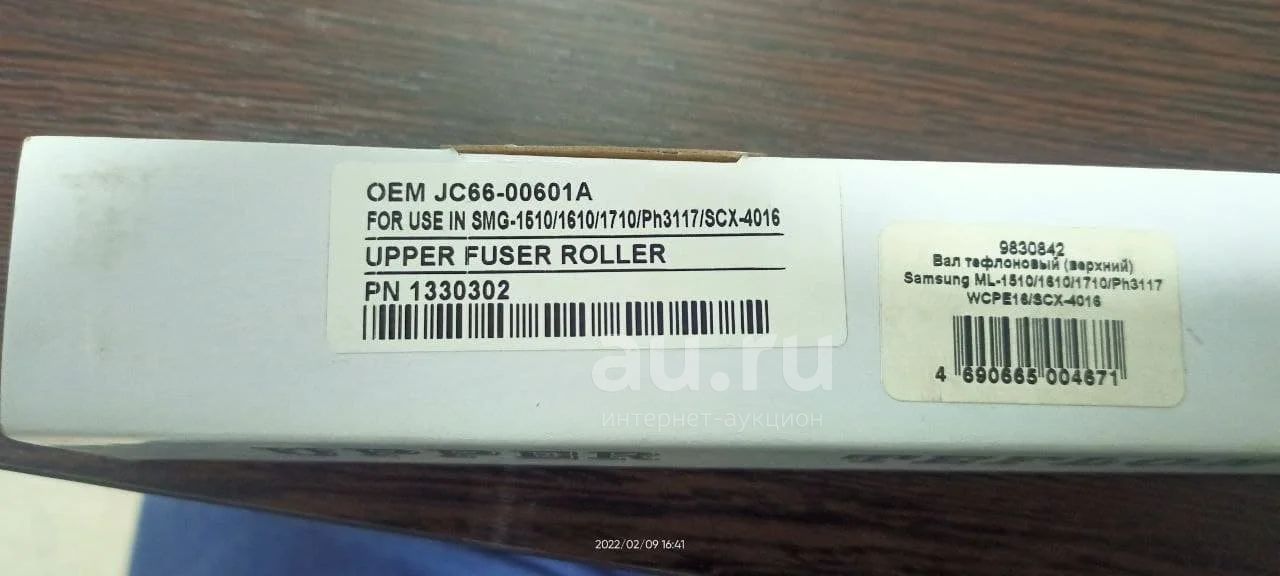 OEM JC66-00601A
FOR USE IN SMG-1510/1610/1710/Ph3117/SCX-4016
UPPER FUSER ROLLER
PN 1330302
9830842
Вал тефлоновый (верхний)
Samsung ML-1510/1610/1710/Ph3117
WCPE16/SCX-4016
4 690665 004671
au.ru
интернет-аукцион
UPPER
2022/02/09 16:41